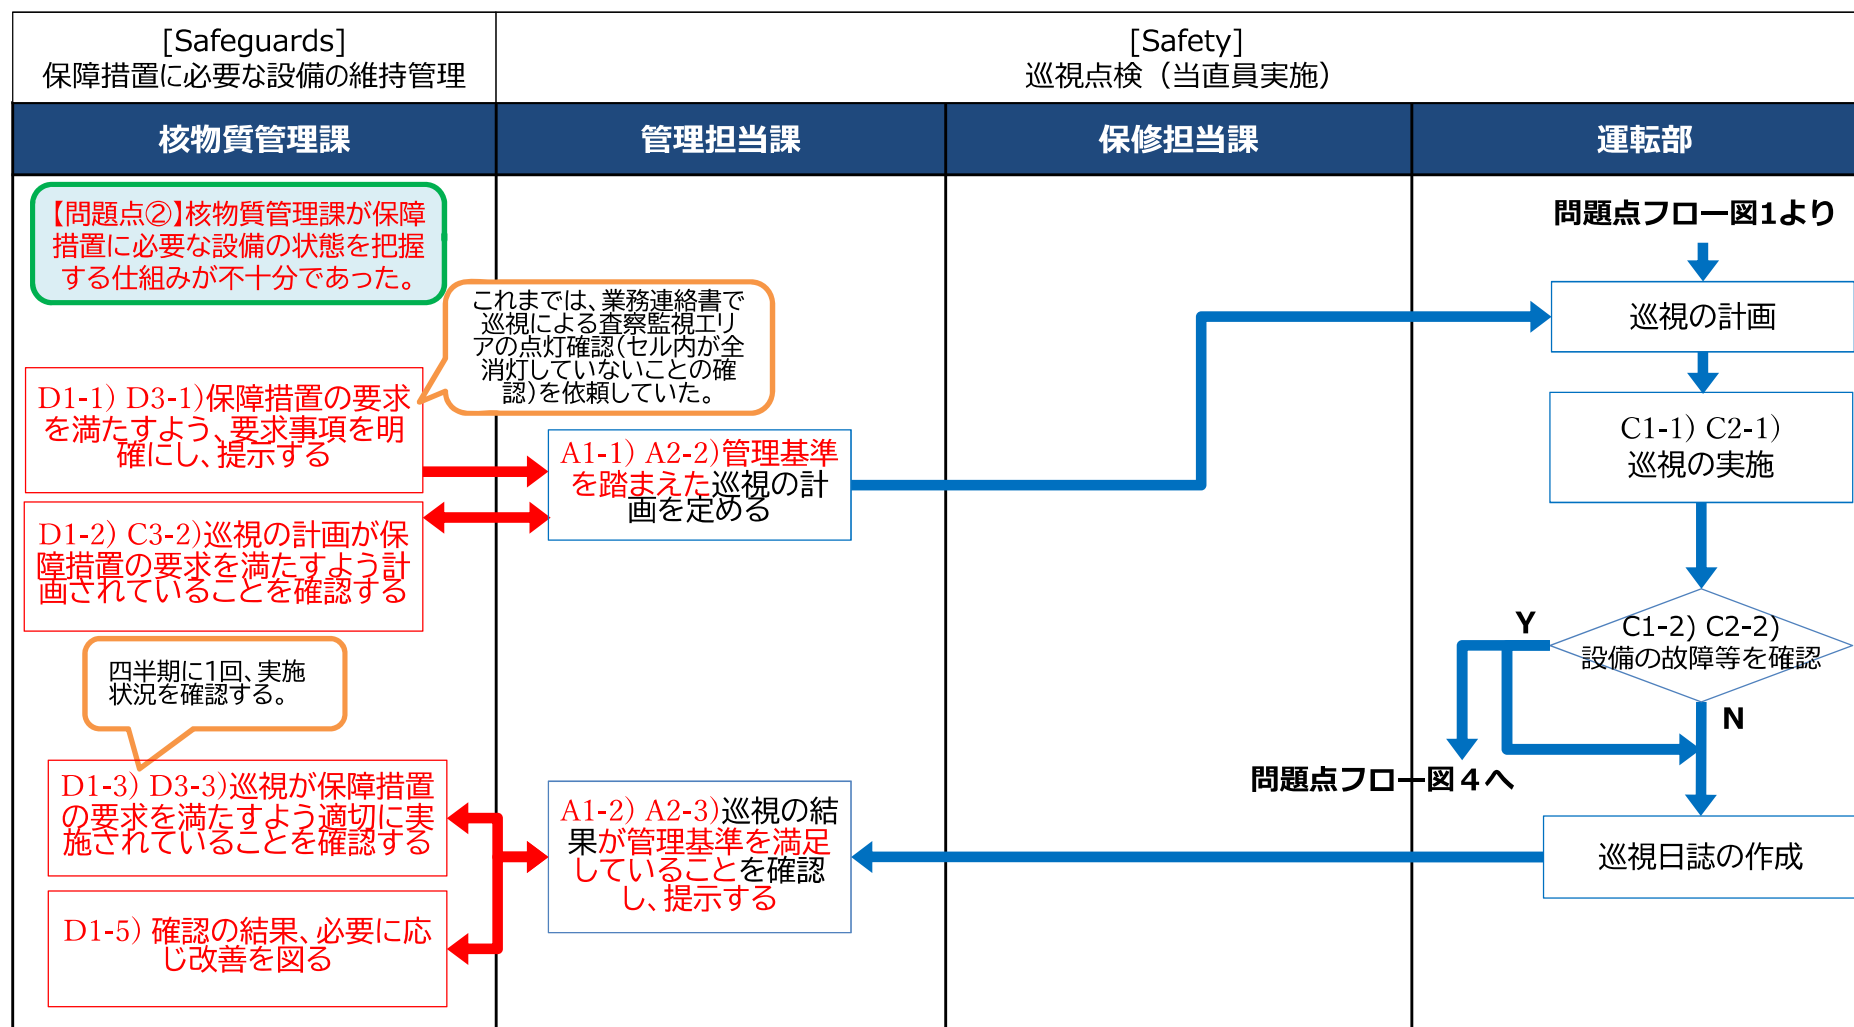 [Safeguards]
保障措置に必要な設備の維持管理
[Safety]
巡視点検（当直員実施）
核物質管理課
管理担当課
保修担当課
運転部
【問題点②】核物質管理課が保障
措置に必要な設備の状態を把握
する仕組みが不十分であった。
これまでは、業務連絡書で
巡視による査察監視エリ
アの点灯確認（セル内が全
消灯していないことの確
認）を依頼していた。
D1-1) D3-1)保障措置の要求
を満たすよう、要求事項を明
確にし、提示する
D1-2) C3-2)巡視の計画が保
障措置の要求を満たすよう計
画されていることを確認する
四半期に1回、実施
状況を確認する。
D1-3) D3-3)巡視が保障措置
の要求を満たすよう適切に実
施されていることを確認する
D1-5) 確認の結果、必要に応
じ改善を図る
A1-1) A2-2)管理基準
を踏まえた巡視の計
画を定める
A1-2) A2-3)巡視の結
果が管理基準を満足
していることを確認
し、提示する
問題点フロー図1より
巡視の計画
C1-1) C2-1)
巡視の実施
C1-2) C2-2)
設備の故障等を確認
Y
N
問題点フロー図４へ
巡視日誌の作成